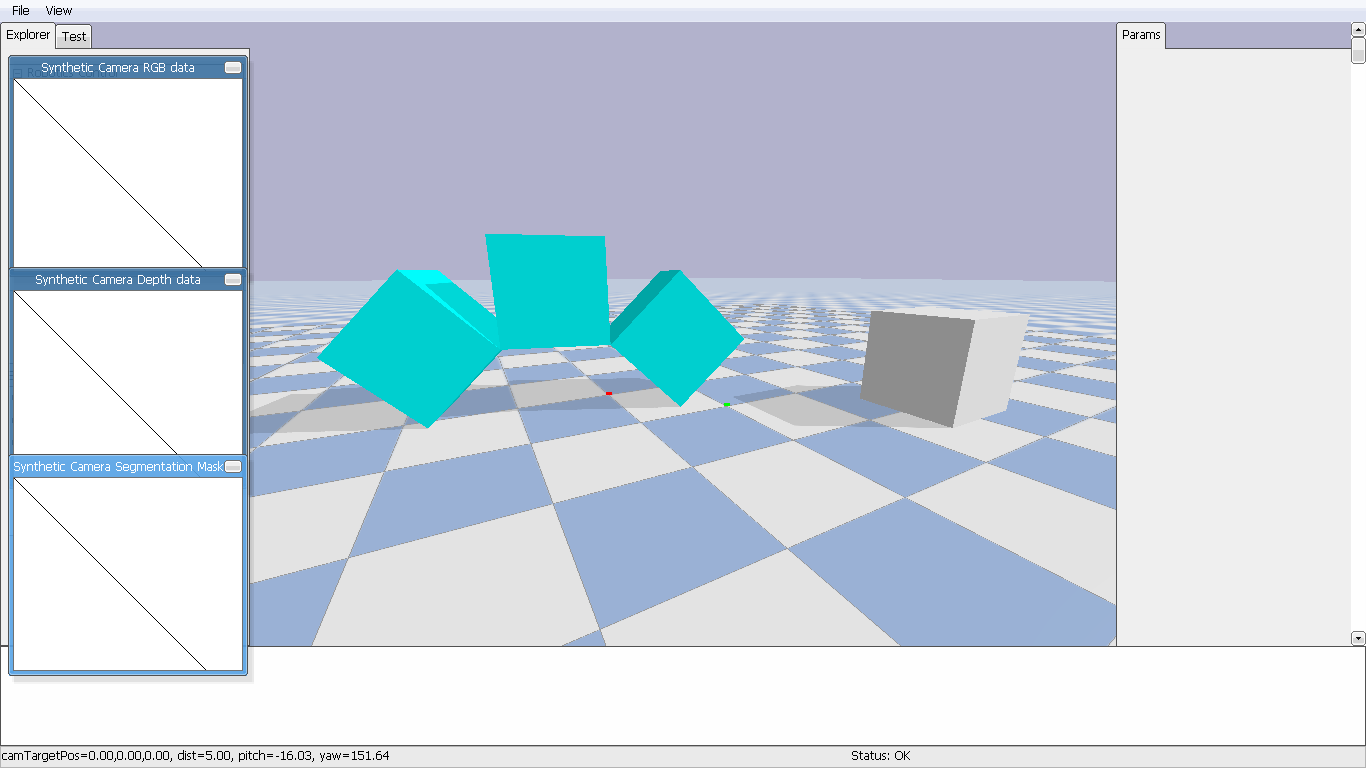 File View
Explorer Test
Params
Synthetic Camera RGB data
Synthetic Camera Depth data
Synthetic Camera Segmentation Mask
camTargetPos=0.00,0.00,0.00, dist=5.00, pitch=-16.03, yaw=151.64
Status: OK